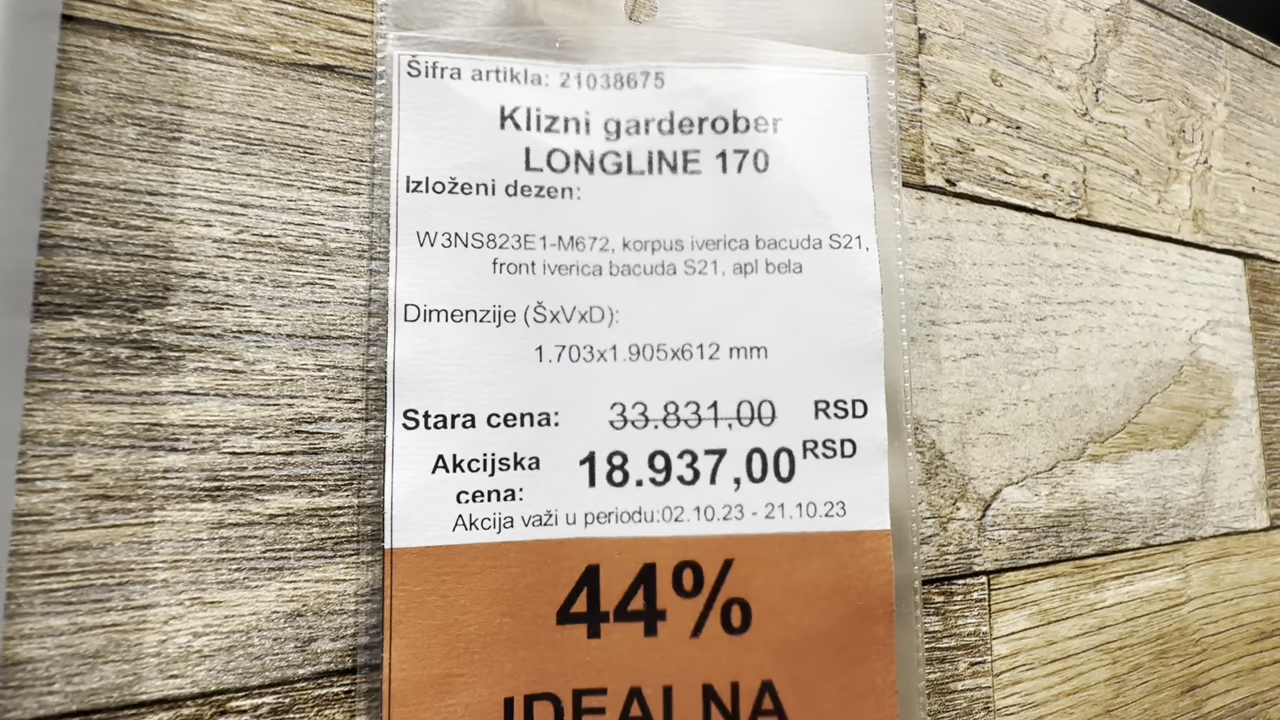 Šifra artikla: 21038675
Klizni garderober
LONGLINE 170
Izloženi dezen:
W3NS823E1-M672, korpus iverica bacuda S21,
front iverica bacuda S21, apl bela
Dimenzije (ŠxVxD):
1.703x1.905x612 mm
Stara cena: 33.831,00 RSD
Akcijska cena: 18.937,00 RSD
Akcija važi u periodu:02.10.23 - 21.10.23
44%
IDEALNA